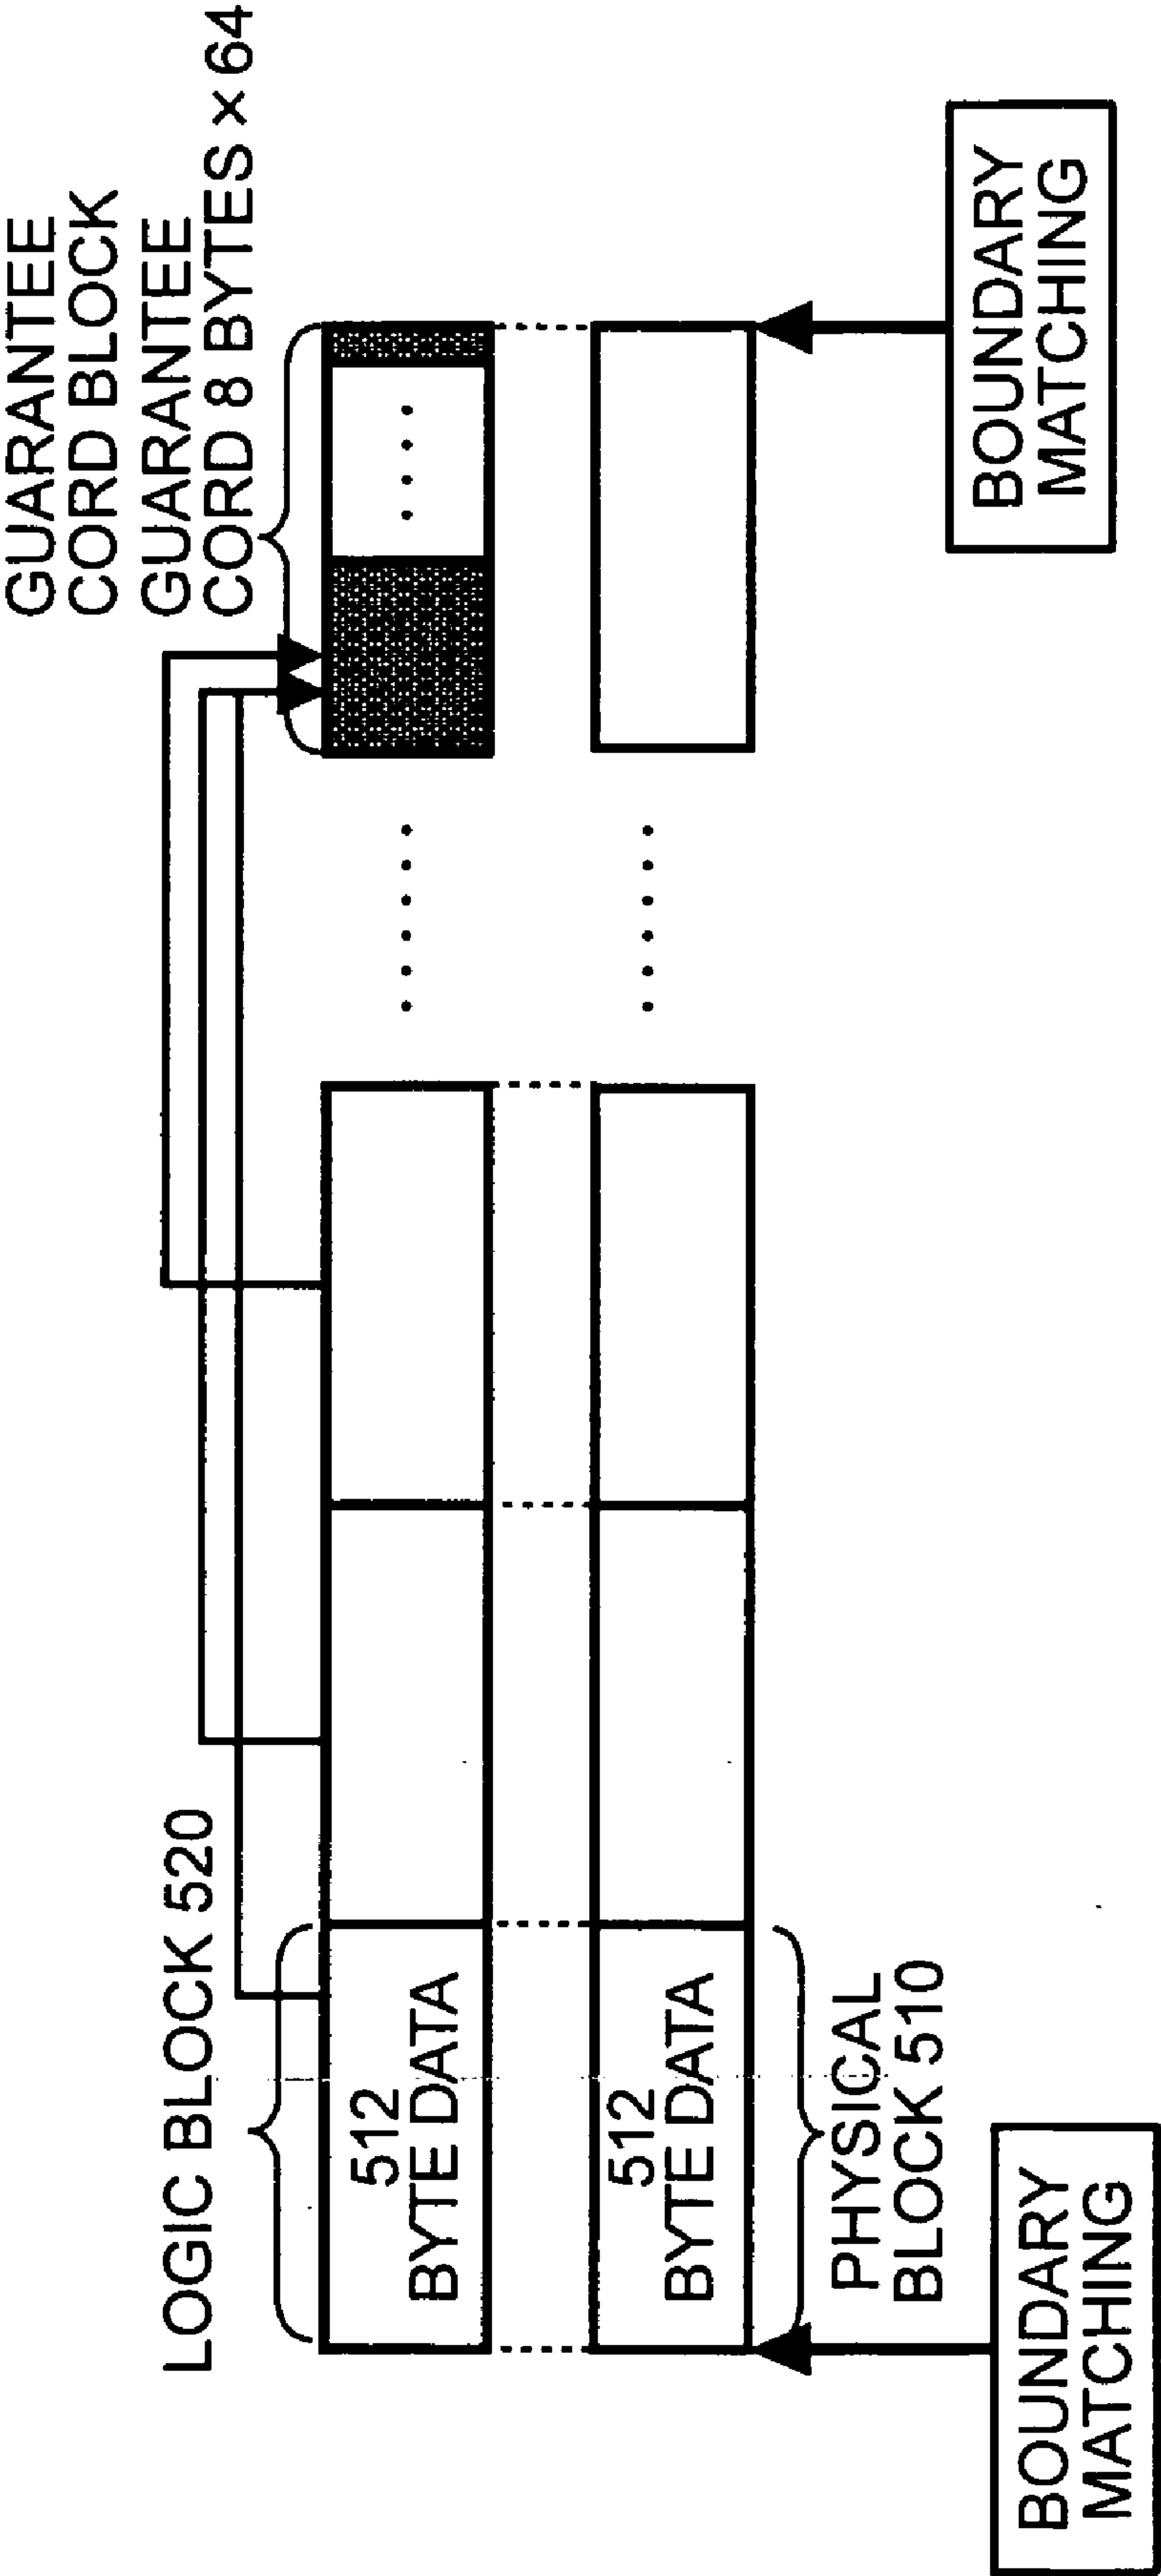 GUARANTEE
CORD BLOCK
GUARANTEE
CORD 8 BYTES × 64
LOGIC BLOCK 520
512
BYTE DATA
512
BYTE DATA
PHYSICAL
BLOCK 510
BOUNDARY
MATCHING
BOUNDARY
MATCHING